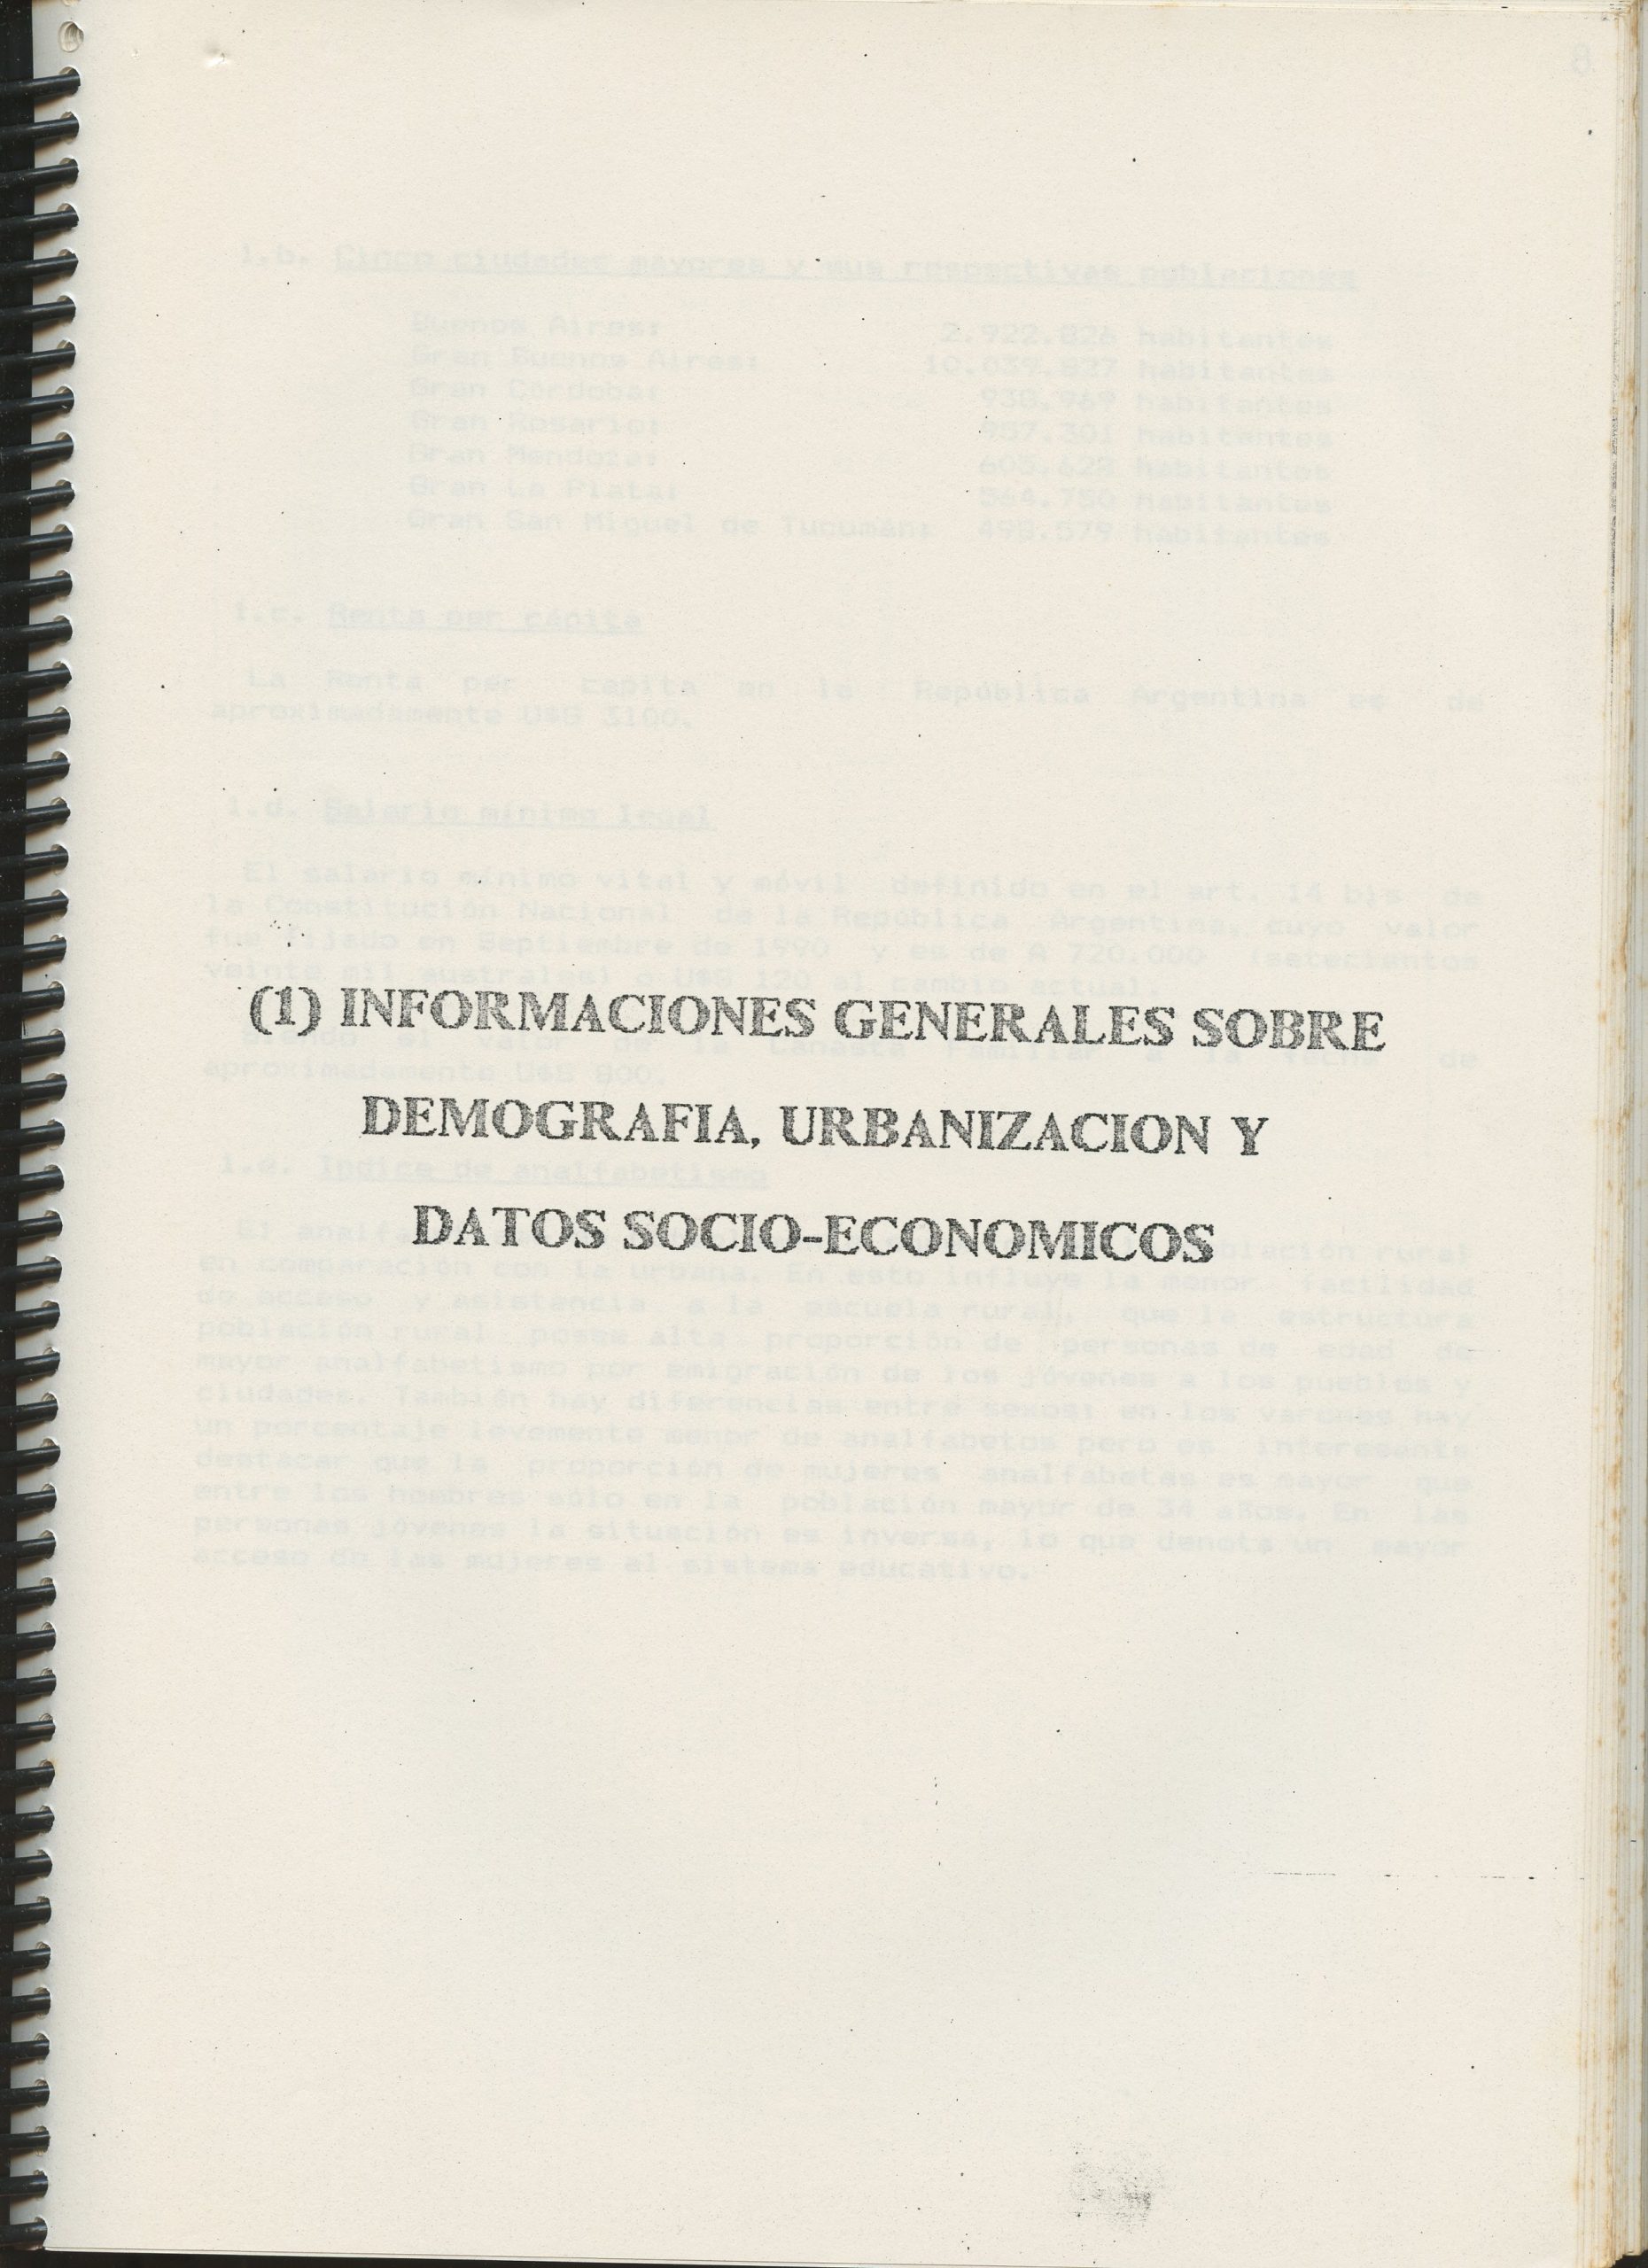 8
1.b. Cinco ciudades mayores y sus respectivas poblaciones
Buenos Aires: 2.922.826 habitantes
Gran Buenos Aires: 10.039.827 habitantes
Gran Córdoba: 938.969 habitantes
Gran Rosario: 957.301 habitantes
Gran Mendoza: 605.628 habitantes
Gran La Plata: 564.750 habitantes
Gran San Miguel de Tucumán: 498.579 habitantes
1.c. Renta per cápita
La Renta per capita en la República Argentina es de
aproximadamente U$S 3100.
1.d. Salario mínimo legal
El salario mínimo vital y móvil definido en el art. 14 bis de
la Constitución Nacional de la República Argentina, cuyo valor
fue fijado en Septiembre de 1990 y es de A 720.000 (setecientos
veinte mil australes) o U$S 120 al cambio actual
(1) INFORMACIONES GENERALES SOBRE
Siendo el valor de la Canasta familiar a la fecha de
aproximadamente U$S 800.
DEMOGRAFIA, URBANIZACION Y
1.e. Indice de analfabetismo
DATOS SOCIO-ECONOMICOS
El población rural
en comparación con la urbana. En esto influye la menor facilidad
de acceso y asistencia a la escuela rural, que la estructura
población rural posee alta proporción de personas de edad de
mayor analfabetismo por emigración de los jóvenes a los pueblos y
ciudades. También hay diferencias entre sexos: en los varones hay
un porcentaje levemente menor de analfabetos pero es interesante
destacar que la proporción de mujeres analfabetas es mayor que
entre los hombres sólo en la población mayor de 34 años. En las
personas jóvenes la situación es inversa, lo que denota un mayor
acceso de las mujeres al sistema educativo.